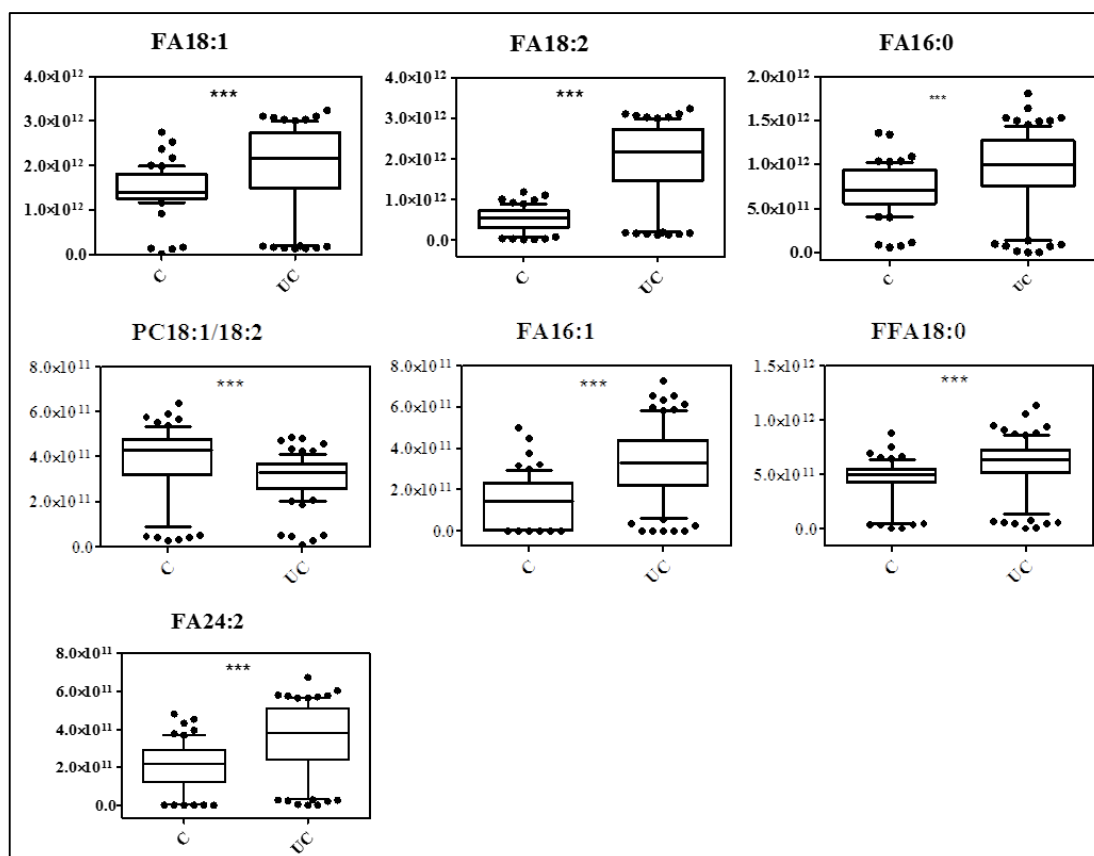 FA18:1
4.0×10¹²
3.0×10¹²
2.0×10¹²
1.0×10¹²
0.0
***
C
UC
FA18:2
4.0×10¹²
3.0×10¹²
2.0×10¹²
1.0×10¹²
0.0
***
C
UC
FA16:0
2.0×10¹²
1.5×10¹²
1.0×10¹²
5.0×10¹¹
0.0
***
C
UC
PC18:1/18:2
8.0×10¹¹
6.0×10¹¹
4.0×10¹¹
2.0×10¹¹
0.0
***
C
UC
FA16:1
8.0×10¹¹
6.0×10¹¹
4.0×10¹¹
2.0×10¹¹
0.0
***
C
UC
FFA18:0
1.5×10¹²
1.0×10¹²
5.0×10¹¹
0.0
***
C
UC
FA24:2
8.0×10¹¹
6.0×10¹¹
4.0×10¹¹
2.0×10¹¹
0.0
***
C
UC